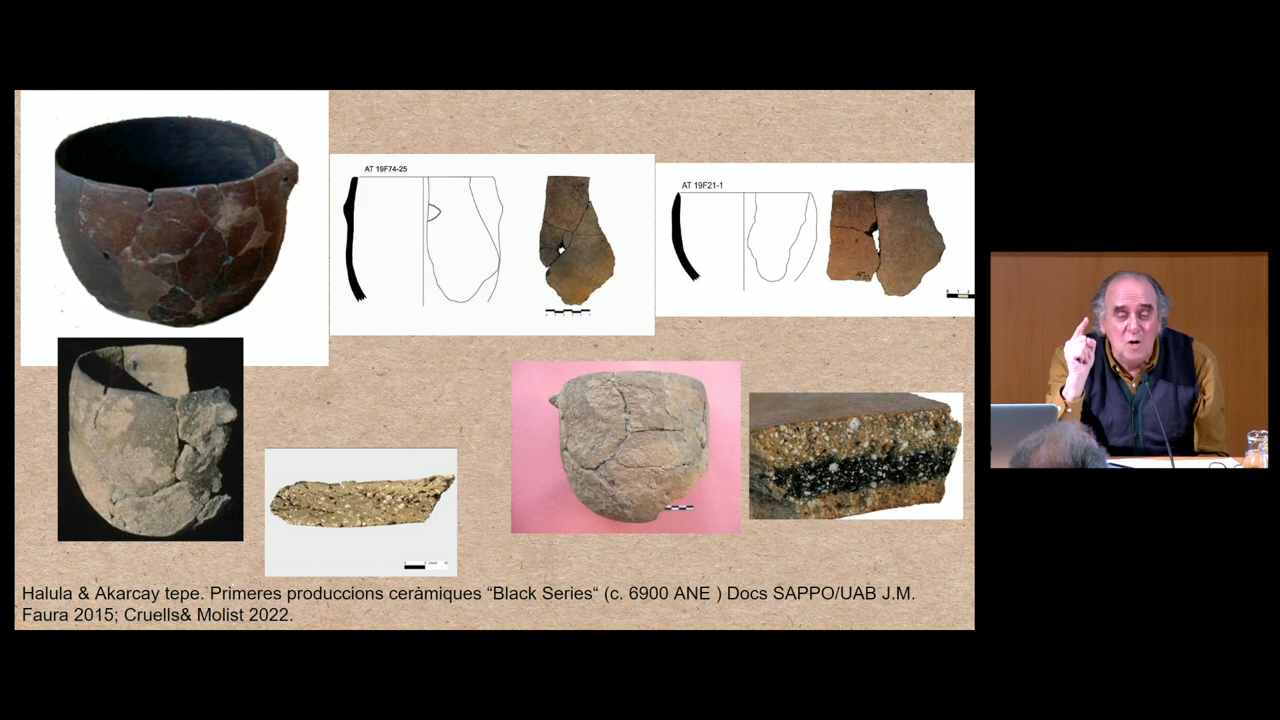 AT 19F74-25
AT 19F21-1
Halula & Akarcay tepe. Primeres produccions ceràmiques “Black Series“ (c. 6900 ANE ) Docs SAPPO/UAB J.M.
Faura 2015; Cruells& Molist 2022.